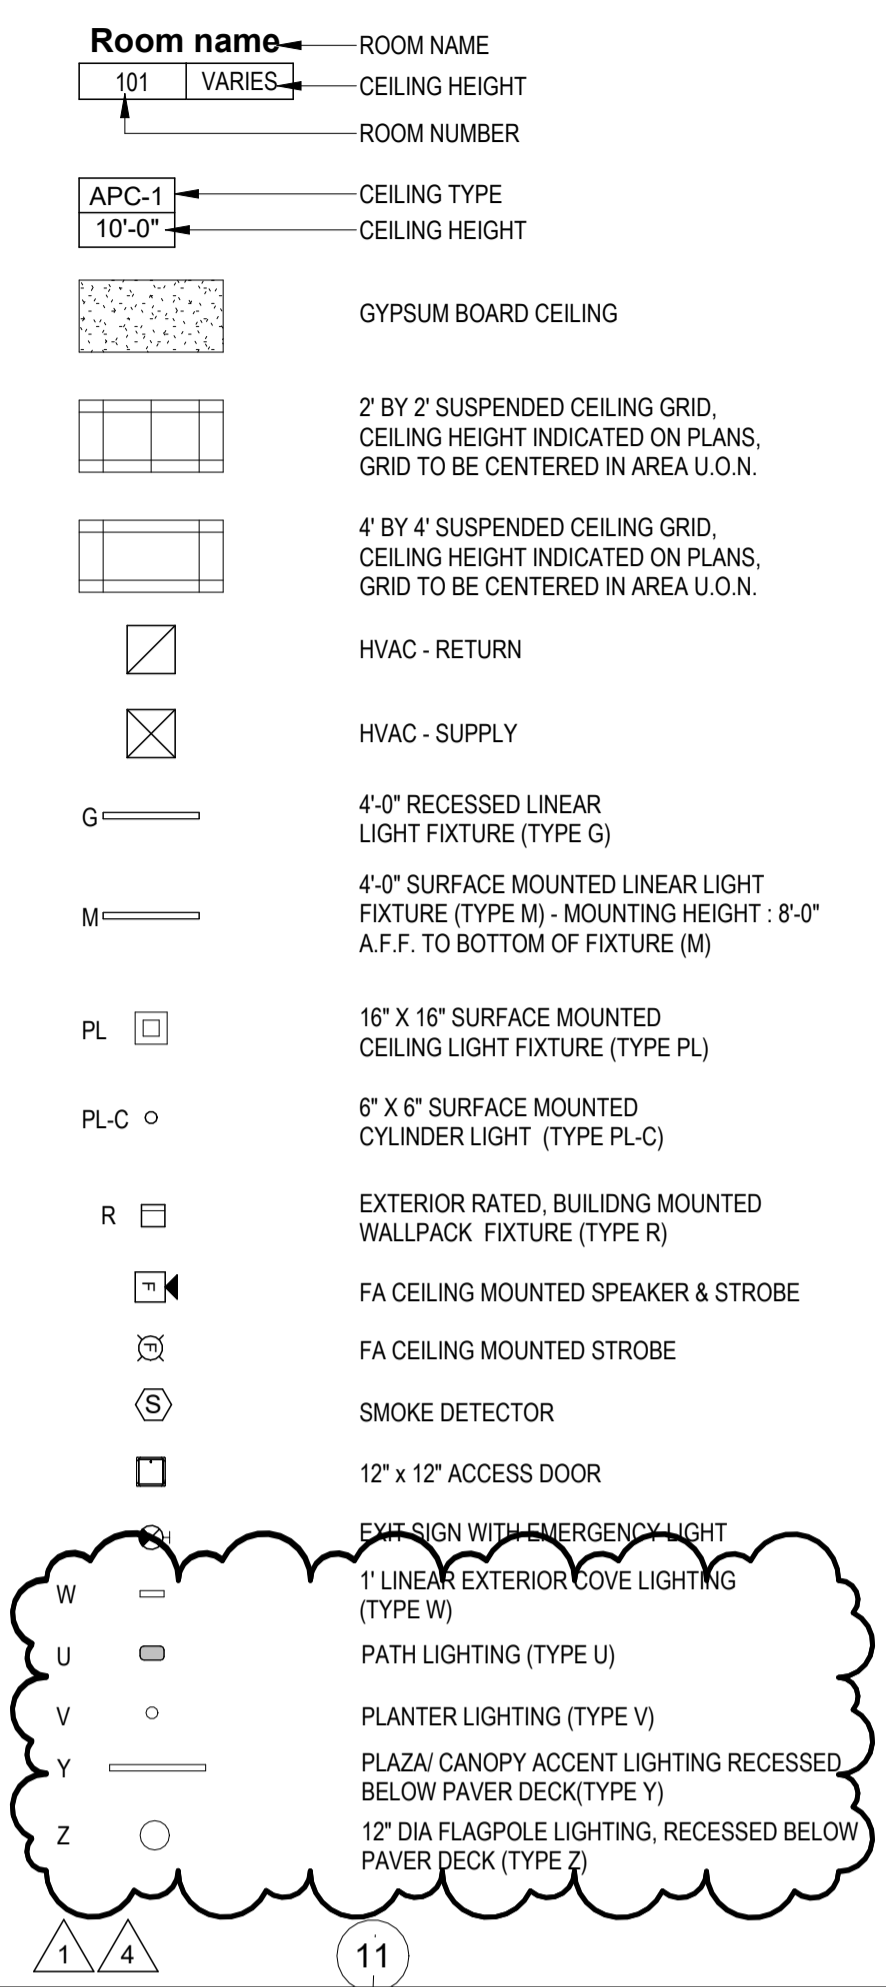 Room name ROOM NAME
101 VARIES CEILING HEIGHT
ROOM NUMBER
APC-1 CEILING TYPE
10'-0" CEILING HEIGHT
GYPSUM BOARD CEILING
2' BY 2' SUSPENDED CEILING GRID,
CEILING HEIGHT INDICATED ON PLANS,
GRID TO BE CENTERED IN AREA U.O.N.
4' BY 4' SUSPENDED CEILING GRID,
CEILING HEIGHT INDICATED ON PLANS,
GRID TO BE CENTERED IN AREA U.O.N.
HVAC - RETURN
HVAC - SUPPLY
G 4'-0" RECESSED LINEAR
LIGHT FIXTURE (TYPE G)
M 4'-0" SURFACE MOUNTED LINEAR LIGHT
FIXTURE (TYPE M) - MOUNTING HEIGHT : 8'-0"
A.F.F. TO BOTTOM OF FIXTURE (M)
PL 16" X 16" SURFACE MOUNTED
CEILING LIGHT FIXTURE (TYPE PL)
PL-C 6" X 6" SURFACE MOUNTED
CYLINDER LIGHT (TYPE PL-C)
R EXTERIOR RATED, BUILIDNG MOUNTED
WALLPACK FIXTURE (TYPE R)
F FA CEILING MOUNTED SPEAKER & STROBE
F FA CEILING MOUNTED STROBE
S SMOKE DETECTOR
12" x 12" ACCESS DOOR
EXIT SIGN WITH EMERGENCY LIGHT
W 1' LINEAR EXTERIOR COVE LIGHTING
(TYPE W)
U PATH LIGHTING (TYPE U)
V PLANTER LIGHTING (TYPE V)
Y PLAZA/ CANOPY ACCENT LIGHTING RECESSED
BELOW PAVER DECK(TYPE Y)
Z 12" DIA FLAGPOLE LIGHTING, RECESSED BELOW
PAVER DECK (TYPE Z)
1 4 11